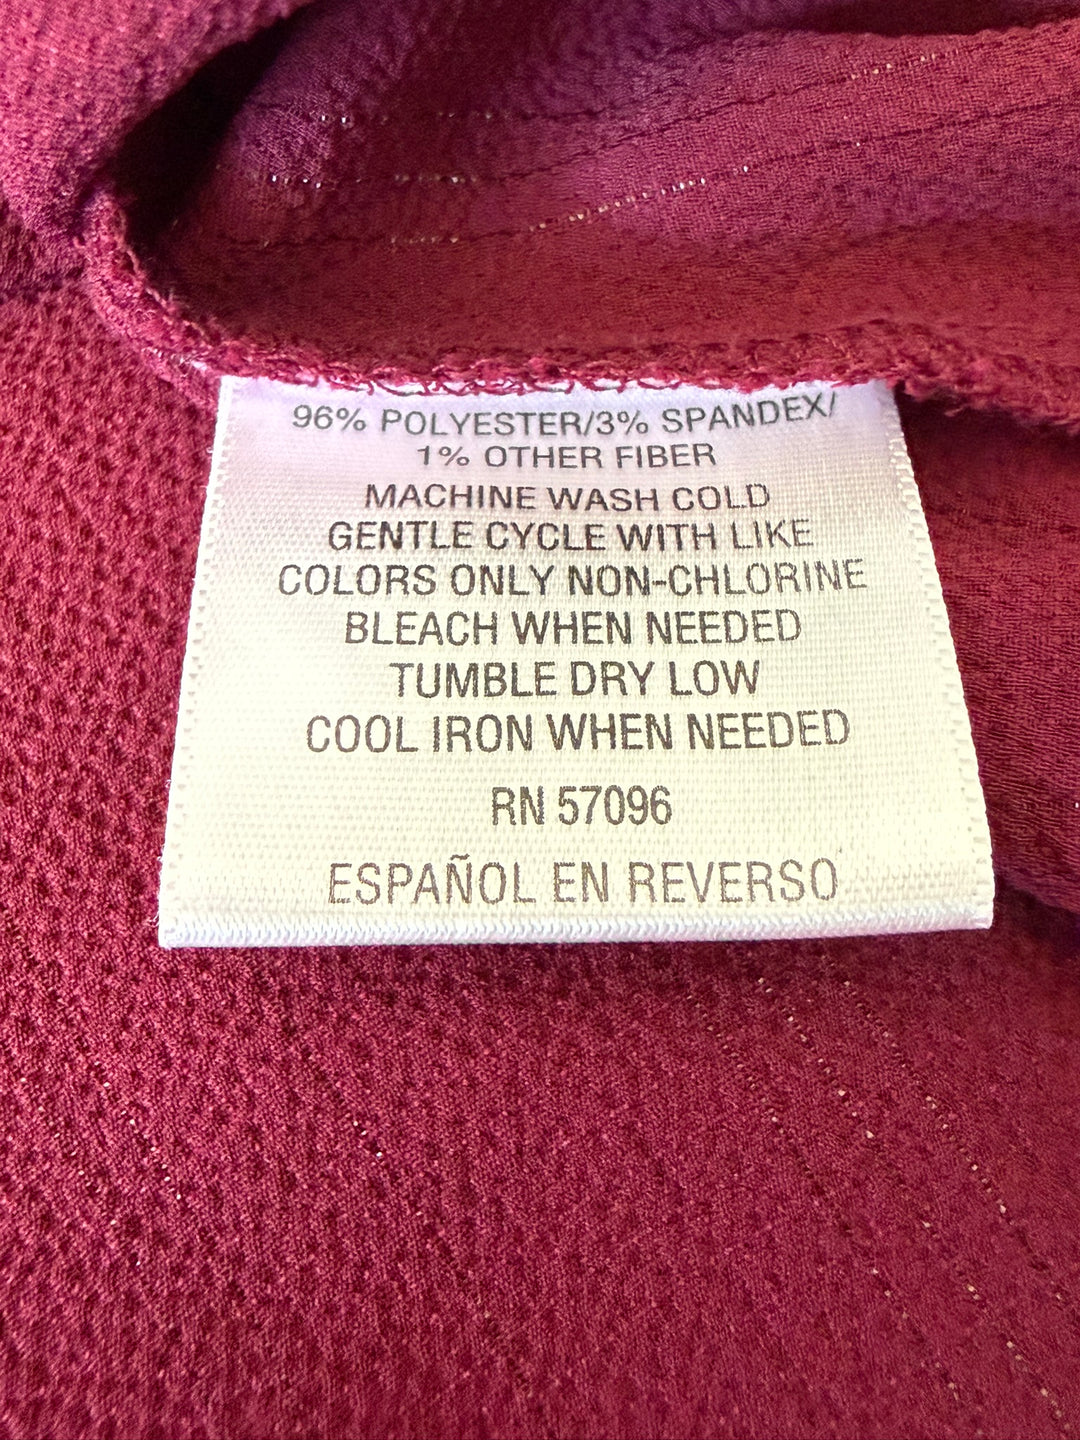 96% POLYESTER/3% SPANDEX/
1% OTHER FIBER
MACHINE WASH COLD
GENTLE CYCLE WITH LIKE
COLORS ONLY NON-CHLORINE
BLEACH WHEN NEEDED
TUMBLE DRY LOW
COOL IRON WHEN NEEDED
RN 57096
ESPAÑOL EN REVERSO